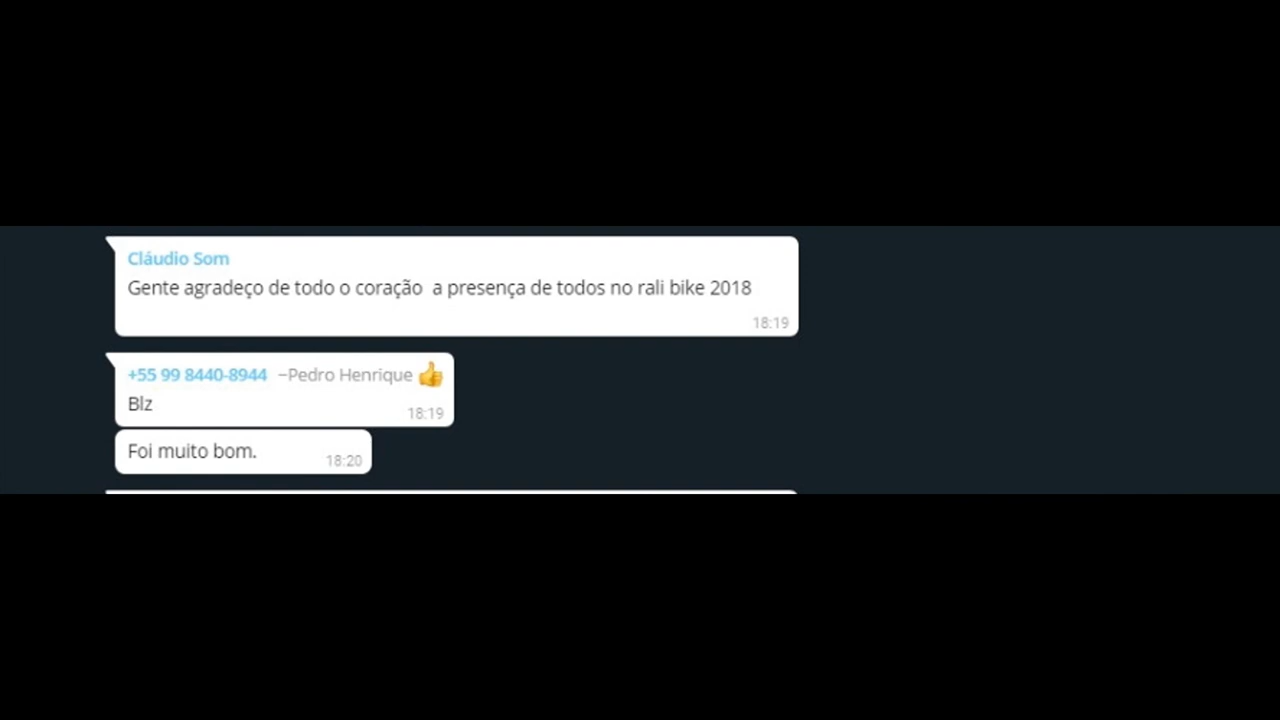 Cláudio Som
Gente agradeço de todo o coração  a presença de todos no rali bike 2018
18:19
+55 99 8440-8944 ~Pedro Henrique 👍
Blz
18:19
Foi muito bom.
18:20